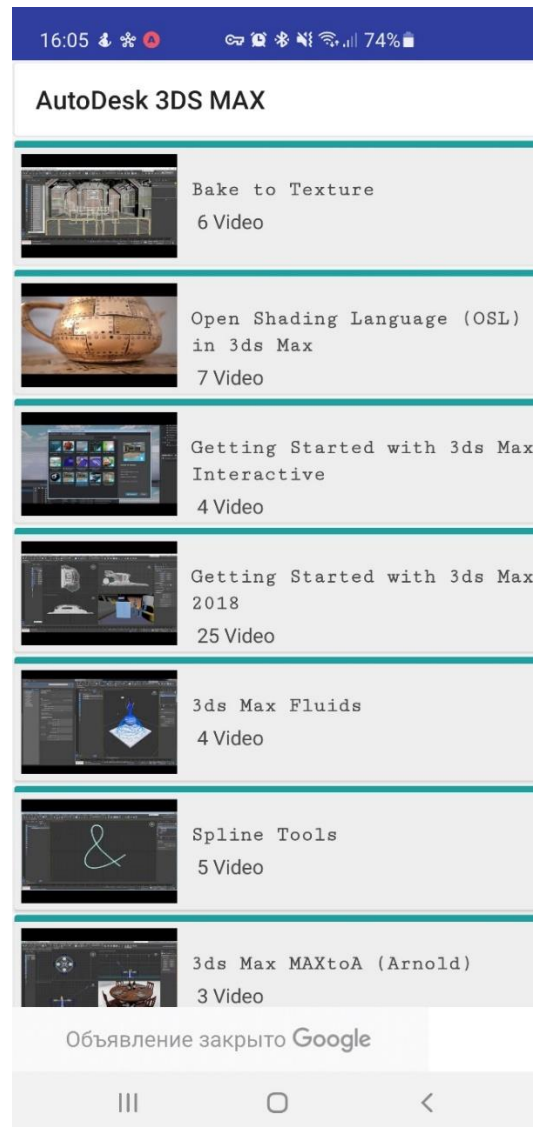 16:05 74%
AutoDesk 3DS MAX
Bake to Texture
6 Video
Open Shading Language (OSL)
in 3ds Max
7 Video
Getting Started with 3ds Max
Interactive
4 Video
Getting Started with 3ds Max
2018
25 Video
3ds Max Fluids
4 Video
Spline Tools
5 Video
3ds Max MAXtoA (Arnold)
3 Video
Объявление закрыто Google